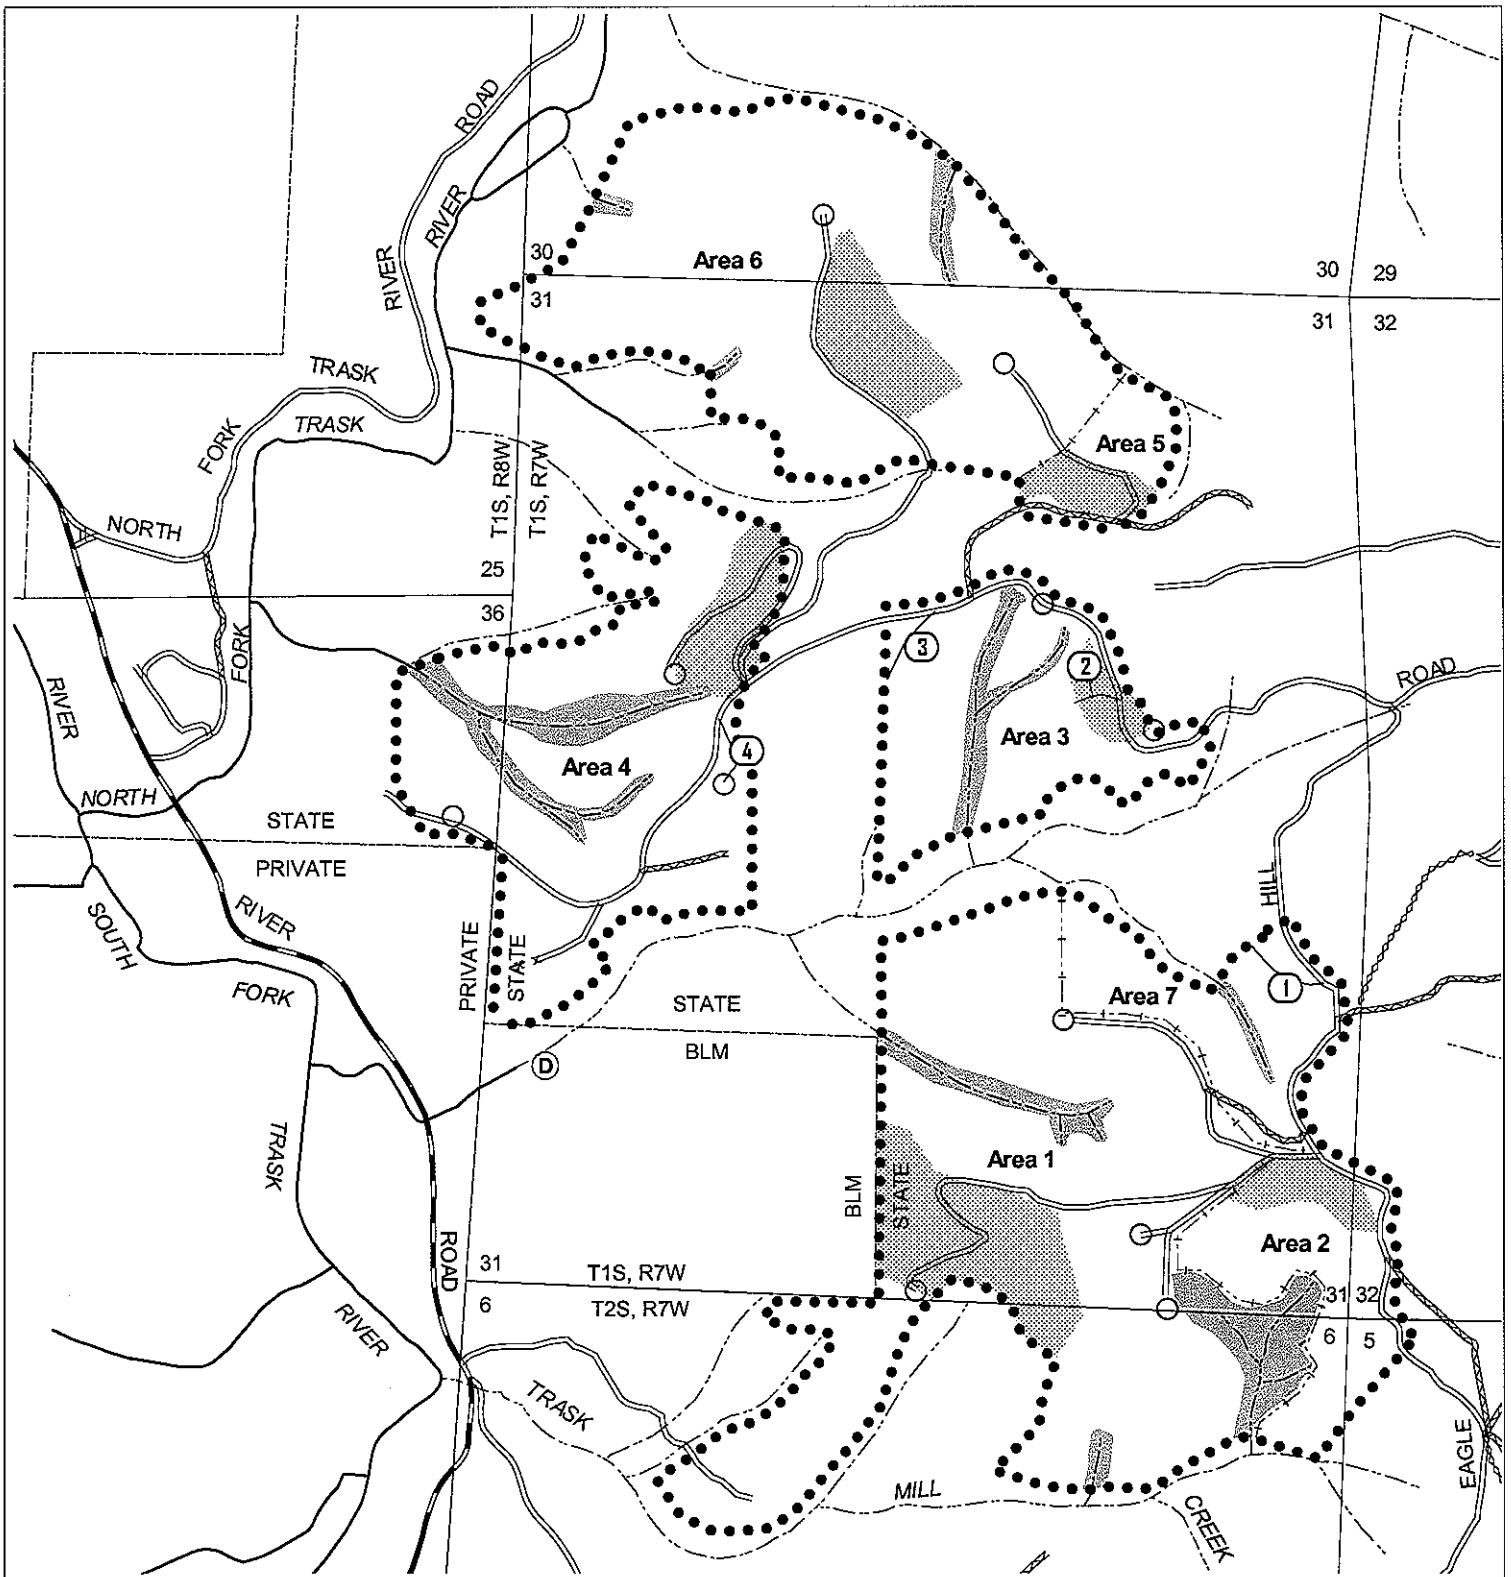 ROAD
RIVER
RIVER
30
Area 6
31
30
29
31
32
TRASK
TRASK
FORK
Area 5
T1S, R8W
T1S, R7W
NORTH
25
36
FORK
3
2
ROAD
RIVER
Area 3
4
Area 4
NORTH
STATE
PRIVATE
HILL
RIVER
SOUTH
PRIVATE
STATE
FORK
STATE
Area 7
1
BLM
D
TRASK
Area 1
BLM
STATE
ROAD
Area 2
31
T1S, R7W
6
T2S, R7W
31
32
6
5
RIVER
TRASK
EAGLE
MILL
CREEK